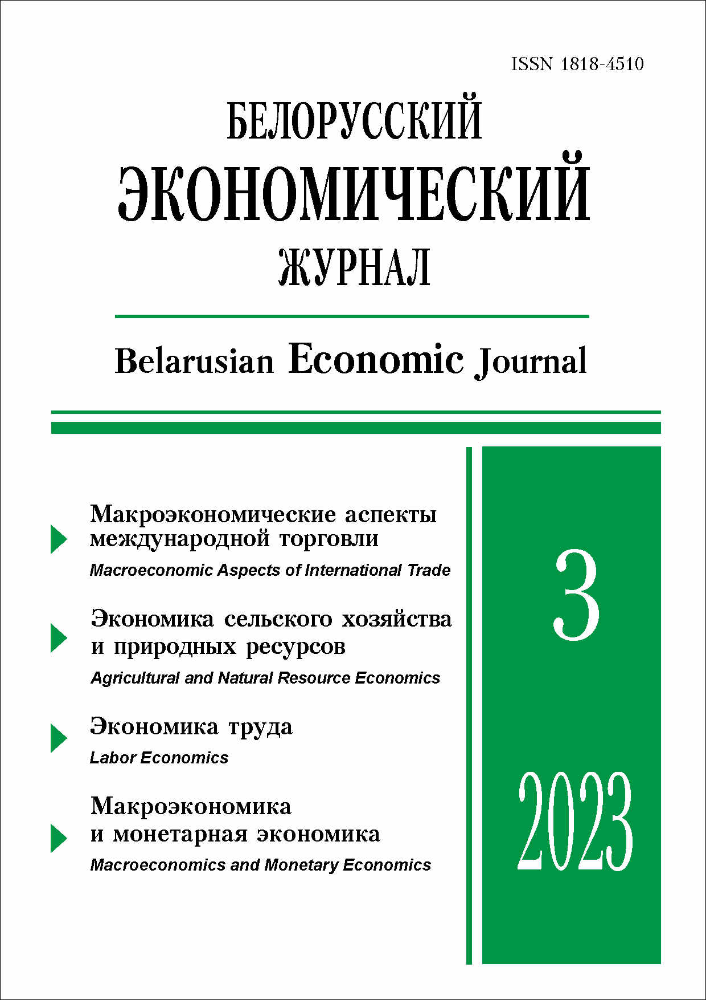 ISSN 1818-4510
БЕЛОРУССКИЙ
ЭКОНОМИЧЕСКИЙ
ЖУРНАЛ
Belarusian Economic Journal
Макроэкономические аспекты
международной торговли
Macroeconomic Aspects of International Trade
Экономика сельского хозяйства
и природных ресурсов
Agricultural and Natural Resource Economics
Экономика труда
Labor Economics
Макроэкономика
и монетарная экономика
Macroeconomics and Monetary Economics
3
2023